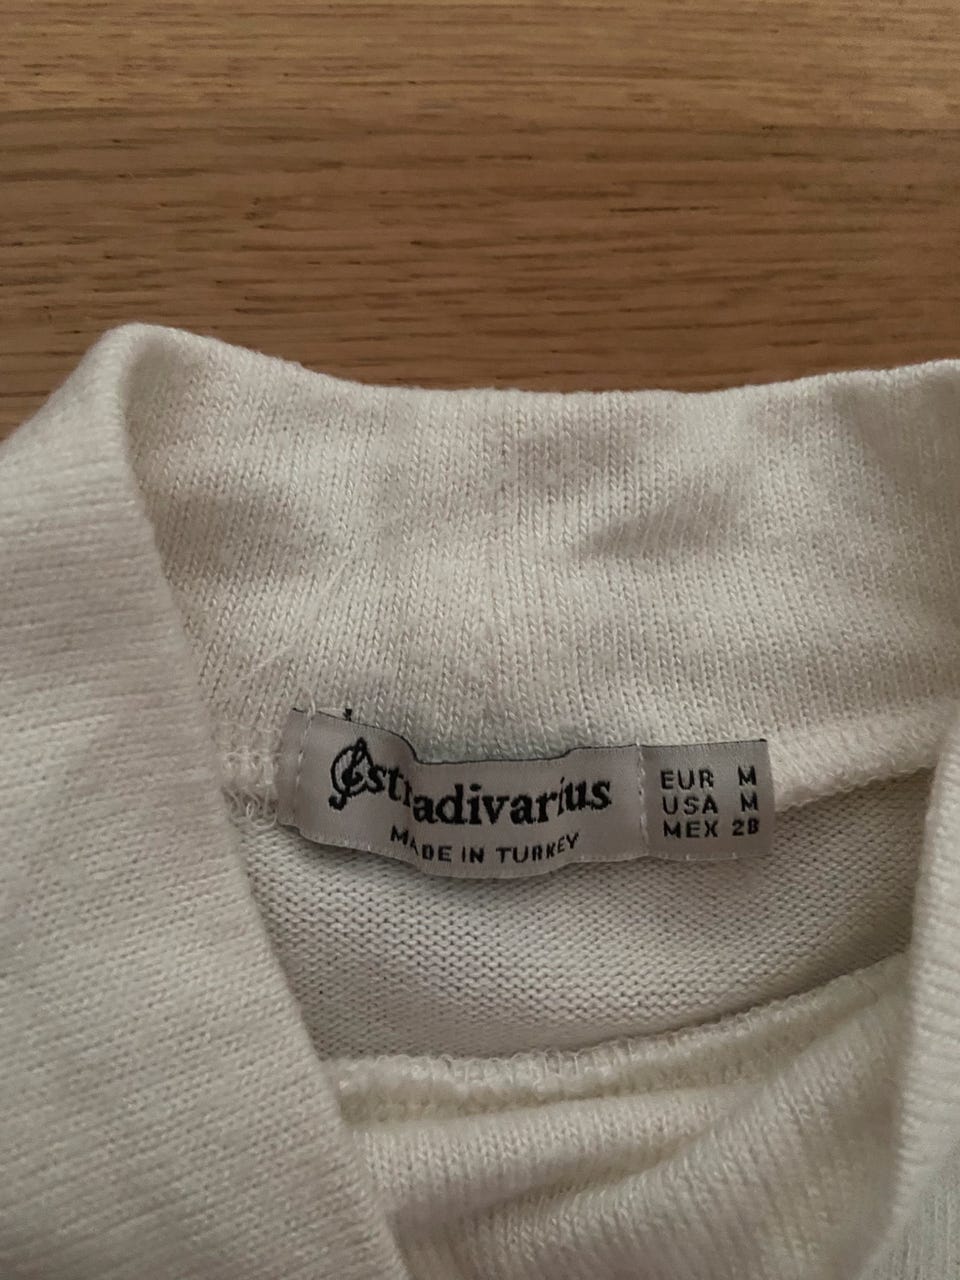 Stradivarius
MADE IN TURKEY
EUR M
USA M
MEX 28